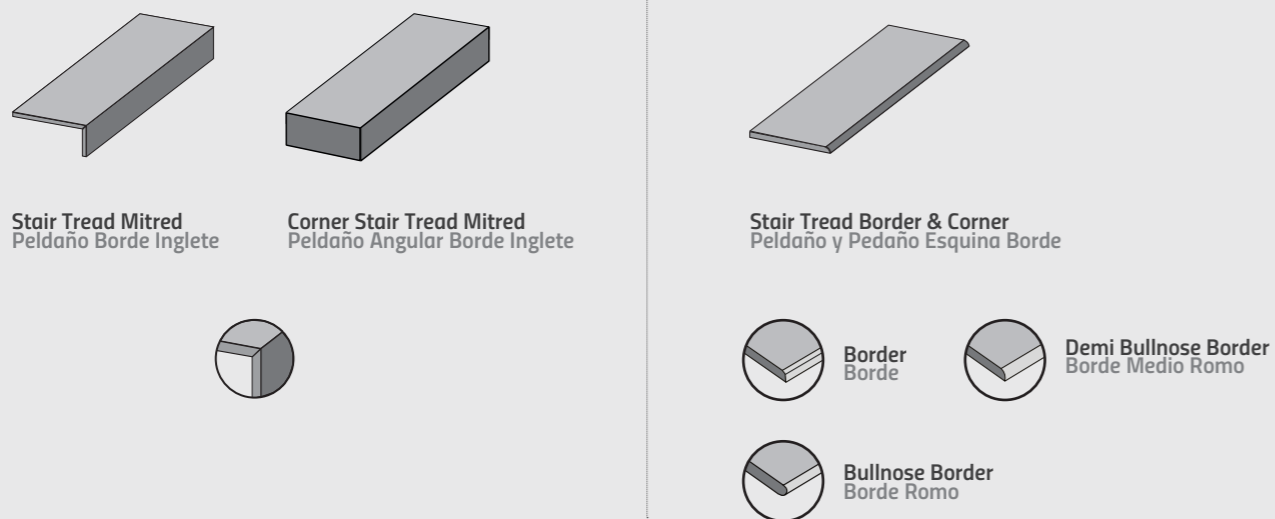 Stair Tread Mitred
Peldaño Borde Inglete
Corner Stair Tread Mitred
Peldaño Angular Borde Inglete
Stair Tread Border & Corner
Peldaño y Pedaño Esquina Borde
Border
Borde
Demi Bullnose Border
Borde Medio Romo
Bullnose Border
Borde Romo